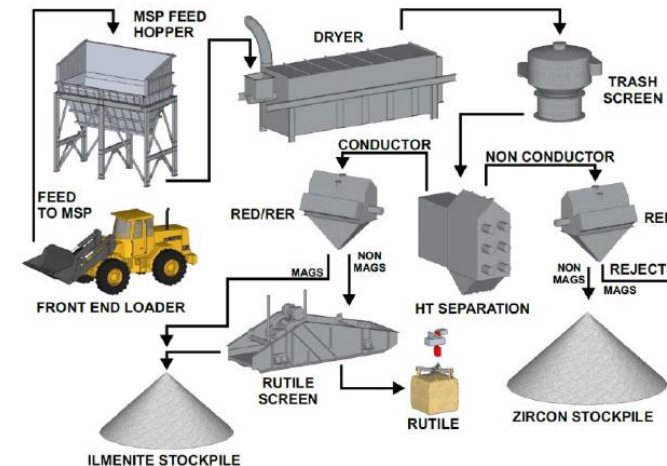 MSP FEED
HOPPER
DRYER
TRASH
SCREEN
CONDUCTOR
NON CONDUCTOR
FEED
TO MSP
RED/RER
FRONT END LOADER
MAGS
NON
MAGS
HT SEPARATION
NON
MAGS
REJECT
MAGS
RUTILE
SCREEN
RUTILE
ZIRCON STOCKPILE
ILMENITE STOCKPILE